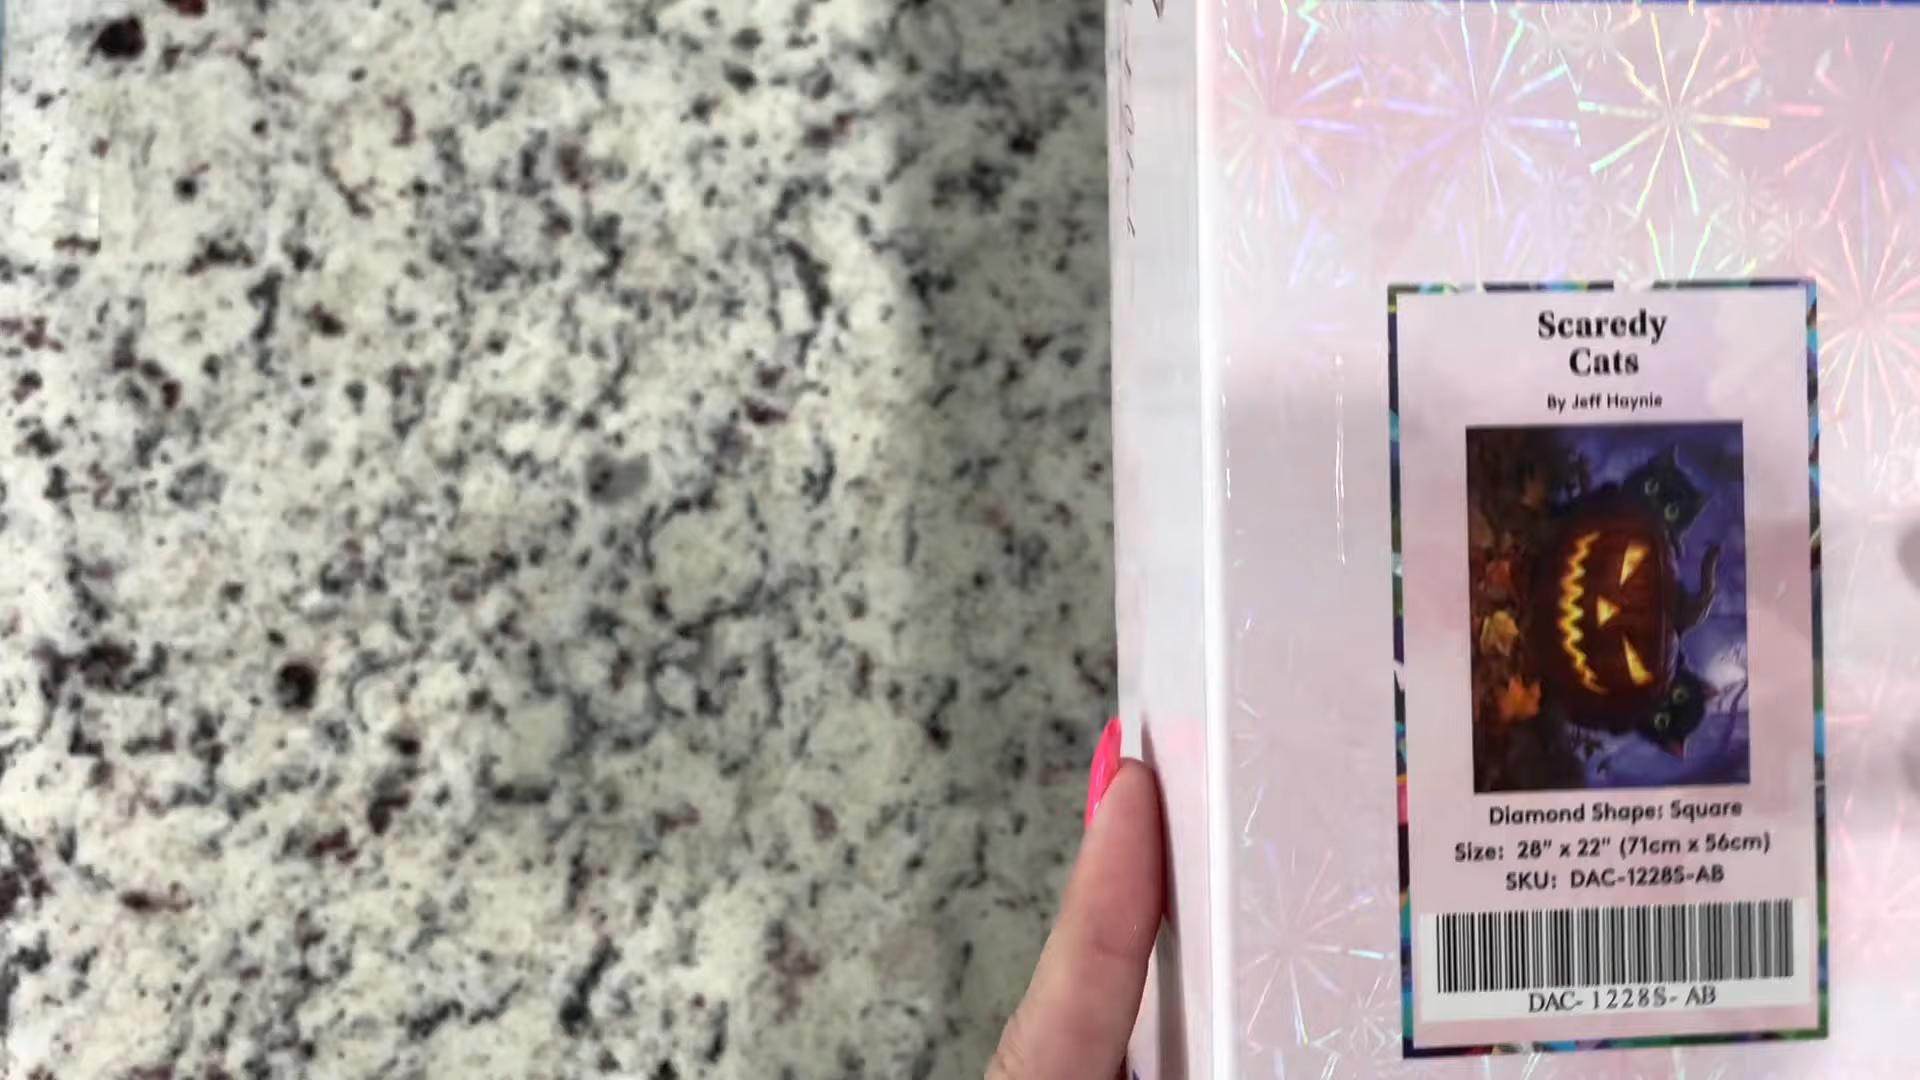 Scaredy
Cats
By Jeff Haynie
Diamond Shape: Square
Size: 28" x 22" (71cm x 56cm)
SKU: DAC-1228S-AB
DAC-1228S-AB